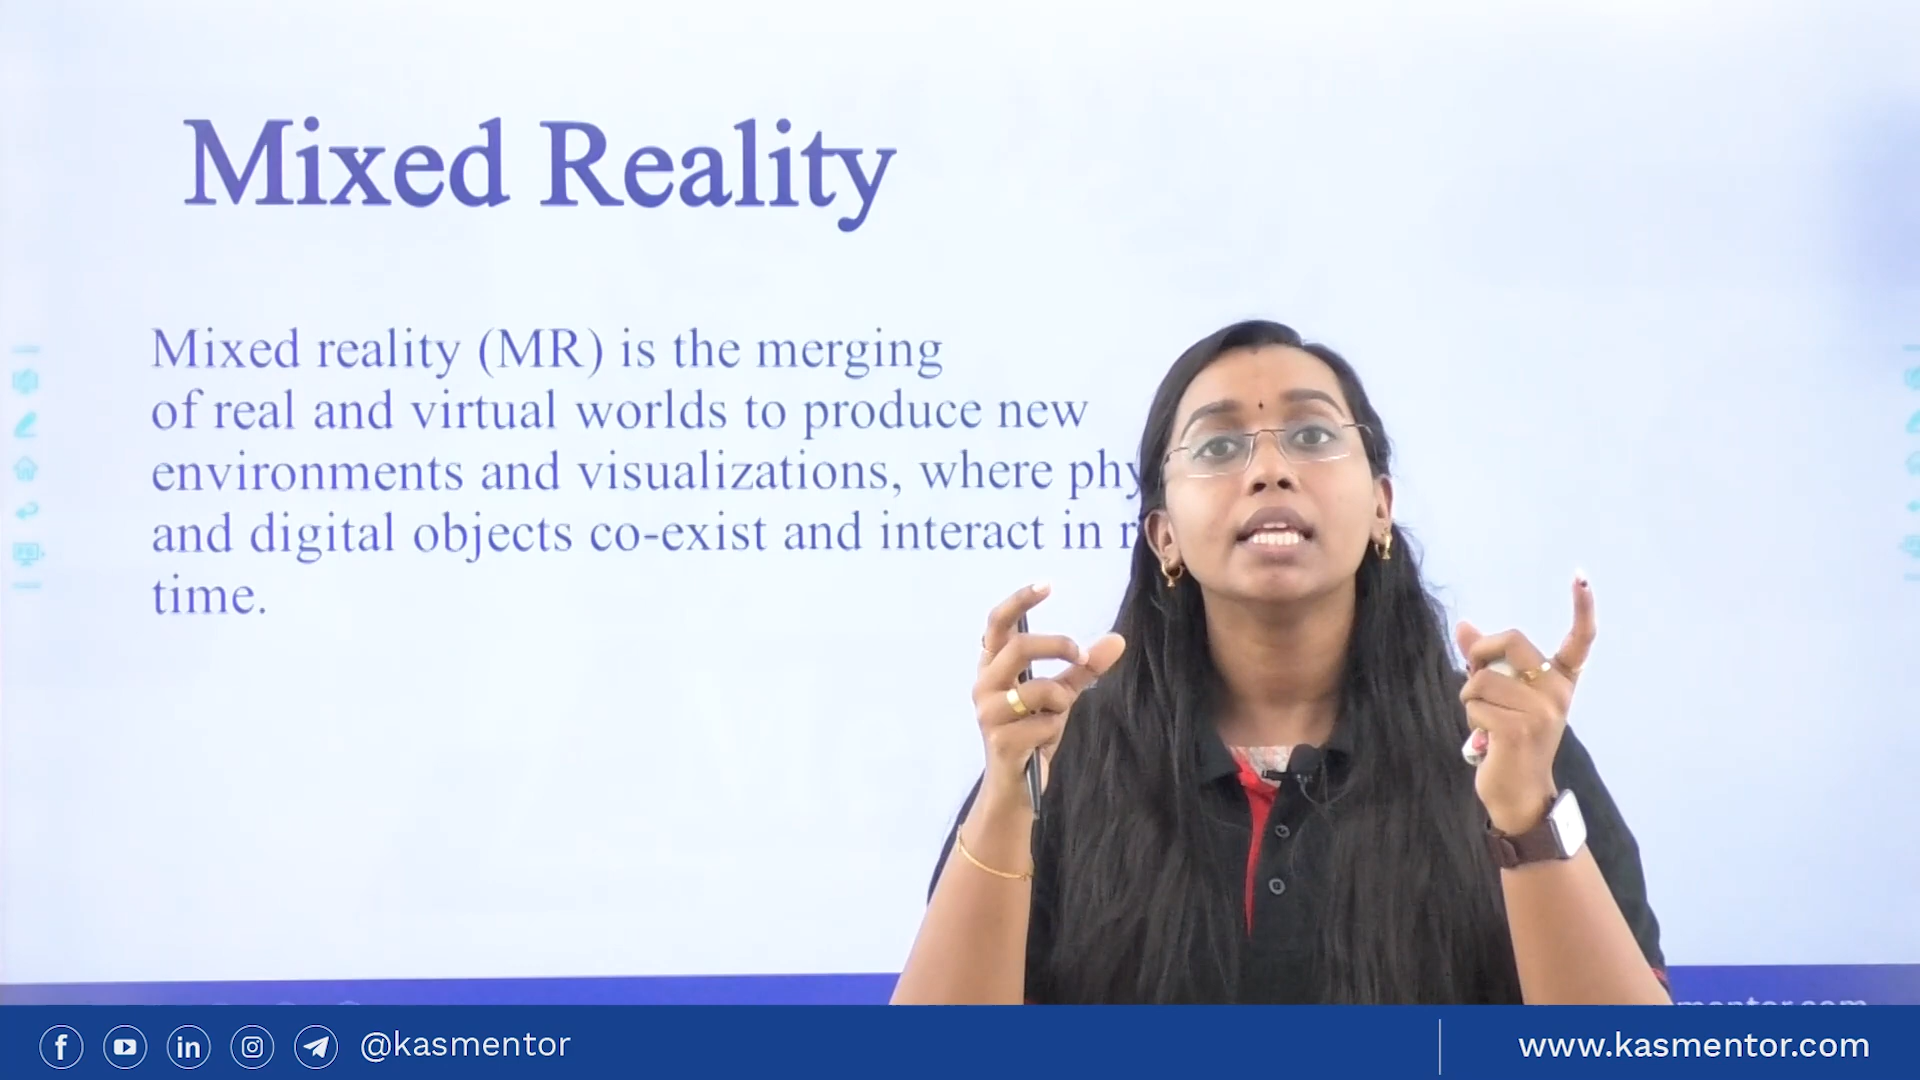 Mixed Reality
Mixed reality (MR) is the merging
of real and virtual worlds to produce new
environments and visualizations, where
and digital objects co-exist and interact in
time.
@kasmentor
www.kasmentor.com